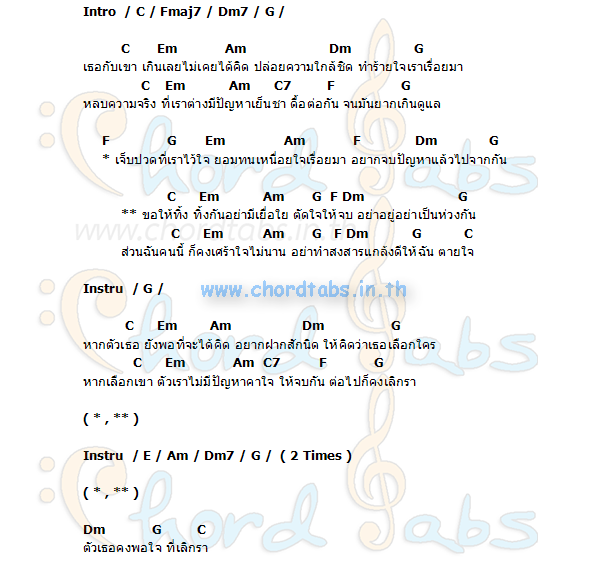 Intro / C / Fmaj7 / Dm7 / G /
C Em Am Dm G
เธอกับเขา เกินเลยไม่เคยได้คิด ปล่อยความใกล้ชิด ทำร้ายใจเราเรื่อยมา
C Em Am C7 F G
หลบความจริง ที่เราต่างมีปัญหาเย็นชา ดื้อต่อกัน จนมันยากเกินดูแล
F G Em Am F Dm G
* เจ็บปวดที่เราไว้ใจ ยอมทนเหนื่อยใจเรื่อยมา อยากจบปัญหาแล้วไปจากกัน
C Em Am G F Dm G
** ขอให้ทิ้ง ทิ้งกันอย่ามีเยื่อใย ตัดใจให้จบ อย่าอยู่อย่าเป็นห่วงกัน
C Em Am G F Dm G C
ส่วนฉันคนนี้ ก็คงเศร้าใจไม่นาน อย่าทำสงสารแกล้งดีให้ฉัน ตายใจ
www.chordtabs.in.th
Instru / G /
www.chordtabs.in.th
C Em Am Dm G
หากตัวเธอ ยังพอที่จะได้คิด อยากฝากสักนิด ให้คิดว่าเธอเลือกใคร
C Em Am C7 F G
หากเลือกเขา ตัวเราไม่มีปัญหาคาใจ ให้จบกัน ต่อไปก็คงเลิกรา
( * , ** )
Instru / E / Am / Dm7 / G / ( 2 Times )
( * , ** )
Dm G C
ตัวเธอคงพอใจ ที่เลิกรา